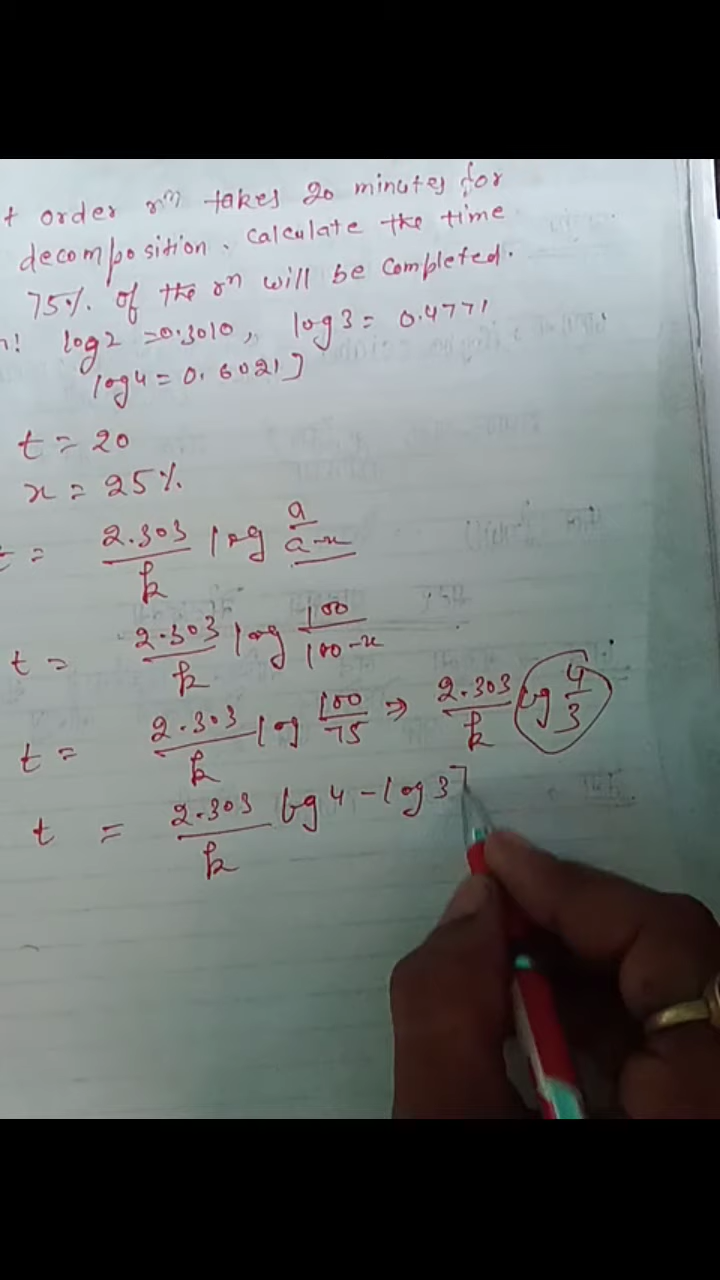 t order rn takes 20 minutes for
decomposition. calculate the time
75% of the rn will be completed.
n! log2 = 0.3010, log3 = 0.4771
log4 = 0.6021]
t = 20
x = 25%
t = 2.303/k log a/a-x
t = 2.303/k log 100/100-x
t = 2.303/k log 100/75 ⇒ 2.303/k log 4/3
t = 2.303/k log4 - log3]